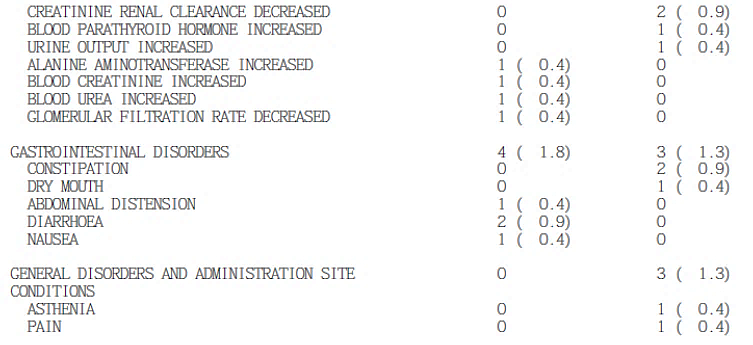 CREATININE RENAL CLEARANCE DECREASED 0 2 ( 0.9)
BLOOD PARATHYROID HORMONE INCREASED 0 1 ( 0.4)
URINE OUTPUT INCREASED 0 1 ( 0.4)
ALANINE AMINOTRANSFERASE INCREASED 1 ( 0.4) 0
BLOOD CREATININE INCREASED 1 ( 0.4) 0
BLOOD UREA INCREASED 1 ( 0.4) 0
GLOMERULAR FILTRATION RATE DECREASED 1 ( 0.4) 0
GASTROINTESTINAL DISORDERS 4 ( 1.8) 3 ( 1.3)
CONSTIPATION 0 2 ( 0.9)
DRY MOUTH 0 1 ( 0.4)
ABDOMINAL DISTENSION 1 ( 0.4) 0
DIARRHOEA 2 ( 0.9) 0
NAUSEA 1 ( 0.4) 0
GENERAL DISORDERS AND ADMINISTRATION SITE 0 3 ( 1.3)
CONDITIONS
ASTHENIA 0 1 ( 0.4)
PAIN 0 1 ( 0.4)